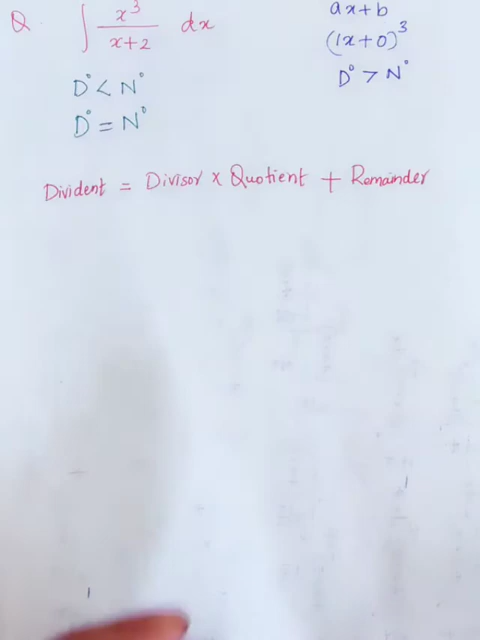 Q ∫ x³/(x+2) dx
ax+b
(1x+0)³
D° > N°
D° < N°
D° = N°
Divident = Divisor × Quotient + Remainder